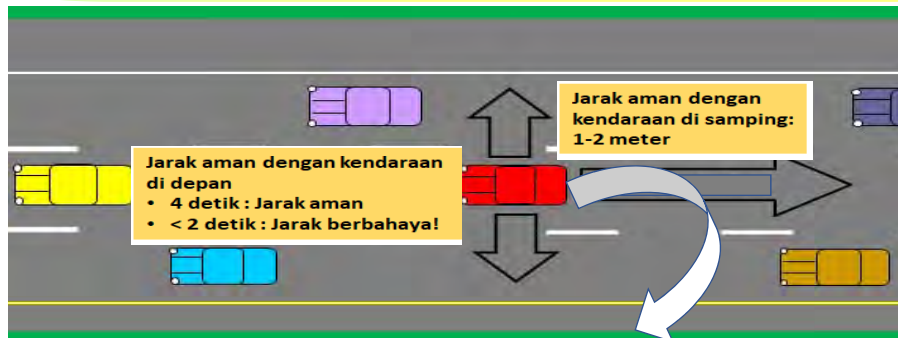 Jarak aman dengan
kendaraan di samping:
1-2 meter
Jarak aman dengan kendaraan
di depan
• 4 detik : Jarak aman
• < 2 detik : Jarak berbahaya!